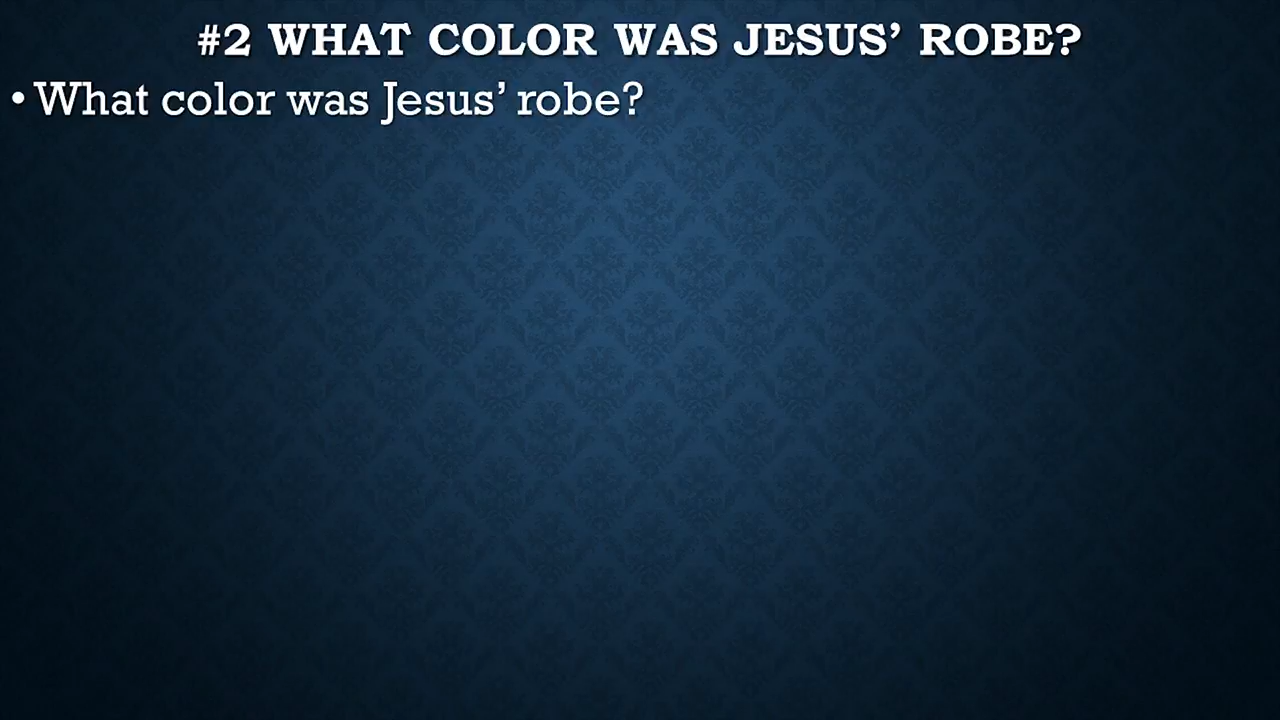 #2 WHAT COLOR WAS JESUS’ ROBE?
• What color was Jesus’ robe?